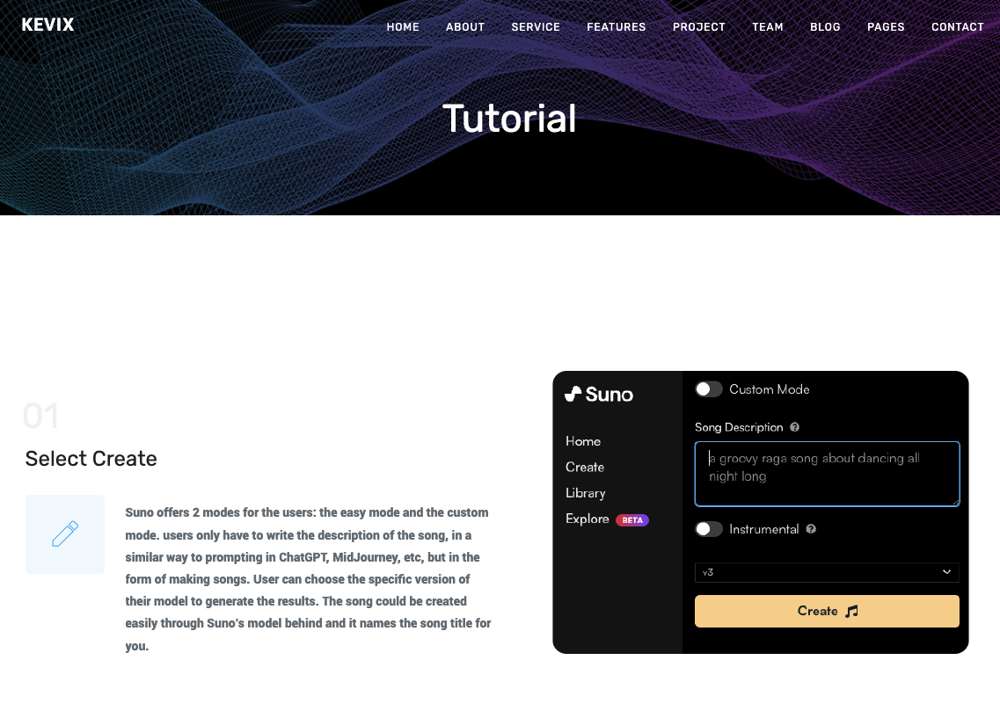 KEVIX
HOME ABOUT SERVICE FEATURES PROJECT TEAM BLOG PAGES CONTACT
Tutorial
01
Select Create
Suno offers 2 modes for the users: the easy mode and the custom
mode. users only have to write the description of the song, in a
similar way to prompting in ChatGPT, MidJourney, etc, but in the
form of making songs. User can choose the specific version of
their model to generate the results. The song could be created
easily through Suno's model behind and it names the song title for
you.
Suno
Home
Create
Library
Explore BETA
Custom Mode
Song Description ?
a groovy raga song about dancing all
night long
Instrumental ?
v3
Create